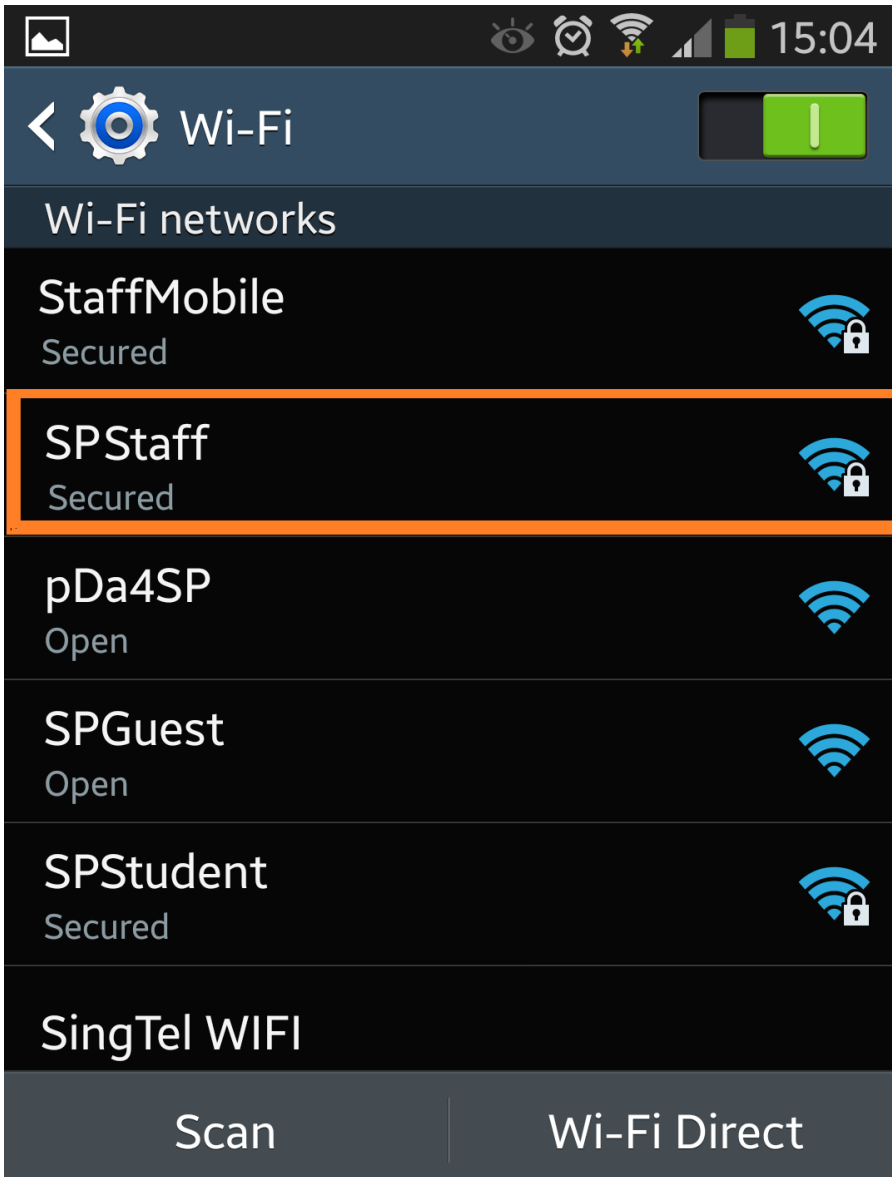 15:04
Wi-Fi
Wi-Fi networks
StaffMobile
Secured
SPStaff
Secured
pDa4SP
Open
SPGuest
Open
SPStudent
Secured
SingTel WIFI
Scan Wi-Fi Direct